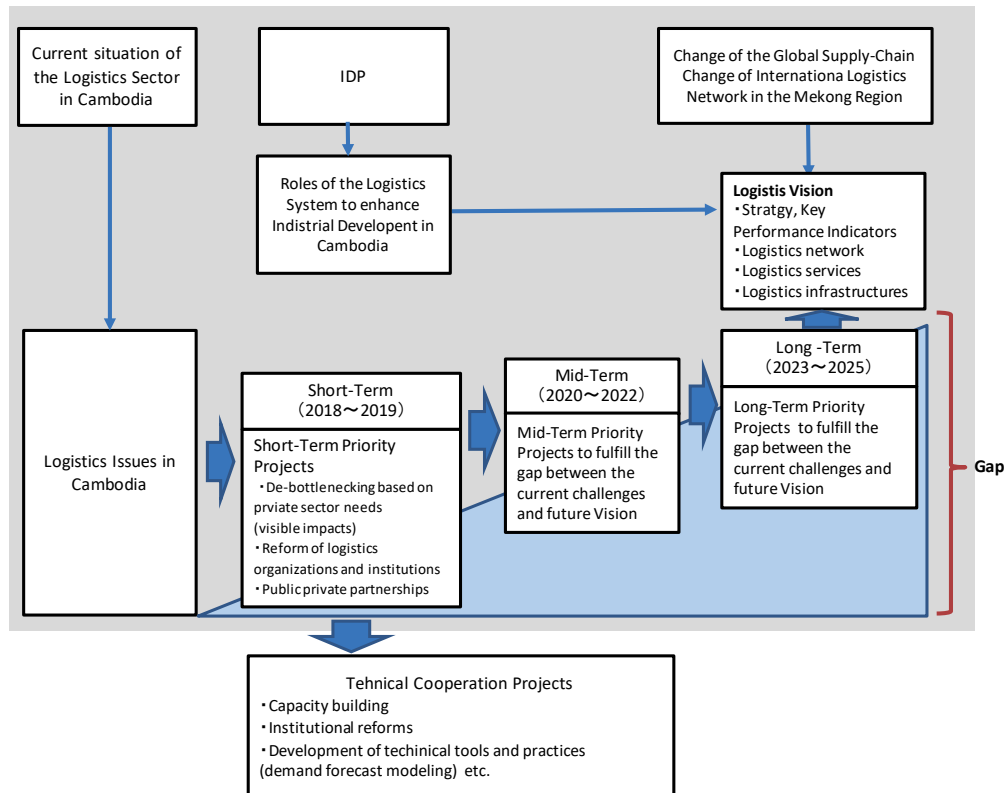 Current situation of
the Logistics Sector
in Cambodia
IDP
Change of the Global Supply-Chain
Change of Internationa Logistics
Network in the Mekong Region
Roles of the Logistics
System to enhance
Indistrial Developent in
Cambodia
Logistis Vision
・Stratgy, Key
Performance Indicators
・Logistics network
・Logistics services
・Logistics infrastructures
Logistics Issues in
Cambodia
Short-Term
（2018～2019）
Short-Term Priority
Projects
・De-bottlenecking based on
prviate sector needs
(visible impacts)
・Reform of logistics
organizations and institutions
・Public private partnerships
Mid-Term
（2020～2022）
Mid-Term Priority
Projects to fulfill the
gap between the
current challenges
and future Vision
Long -Term
（2023～2025）
Long-Term Priority
Projects to fulfill the
gap between the
current challenges and
future Vision
Gap
Tehnical Cooperation Projects
・Capacity building
・Institutional reforms
・Development of techinical tools and practices
(demand forecast modeling) etc.